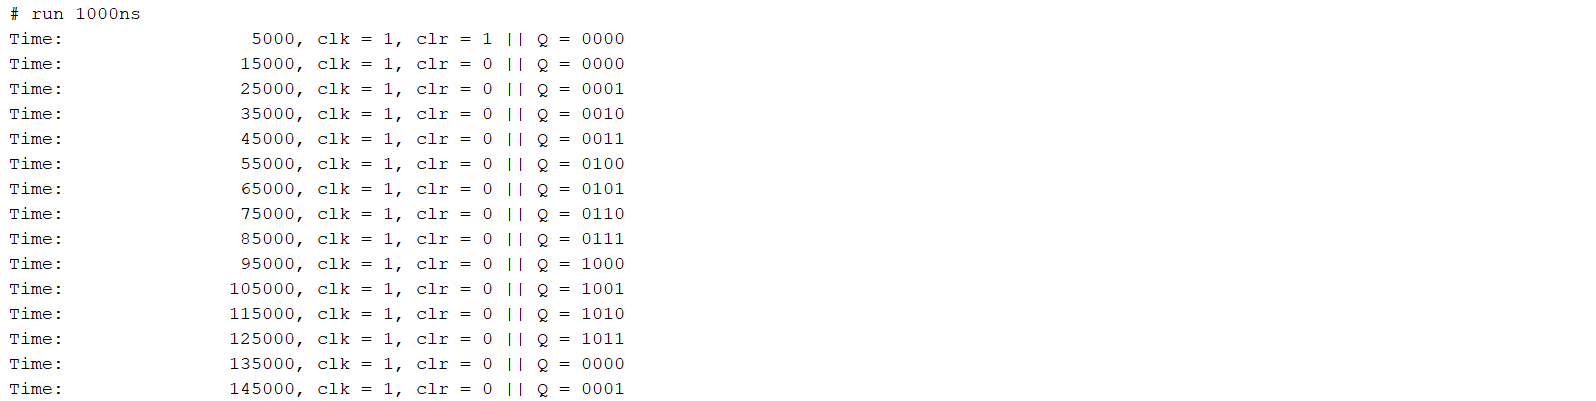 # run 1000ns
Time:                 5000, clk = 1, clr = 1 || Q = 0000
Time:                15000, clk = 1, clr = 0 || Q = 0000
Time:                25000, clk = 1, clr = 0 || Q = 0001
Time:                35000, clk = 1, clr = 0 || Q = 0010
Time:                45000, clk = 1, clr = 0 || Q = 0011
Time:                55000, clk = 1, clr = 0 || Q = 0100
Time:                65000, clk = 1, clr = 0 || Q = 0101
Time:                75000, clk = 1, clr = 0 || Q = 0110
Time:                85000, clk = 1, clr = 0 || Q = 0111
Time:                95000, clk = 1, clr = 0 || Q = 1000
Time:               105000, clk = 1, clr = 0 || Q = 1001
Time:               115000, clk = 1, clr = 0 || Q = 1010
Time:               125000, clk = 1, clr = 0 || Q = 1011
Time:               135000, clk = 1, clr = 0 || Q = 0000
Time:               145000, clk = 1, clr = 0 || Q = 0001